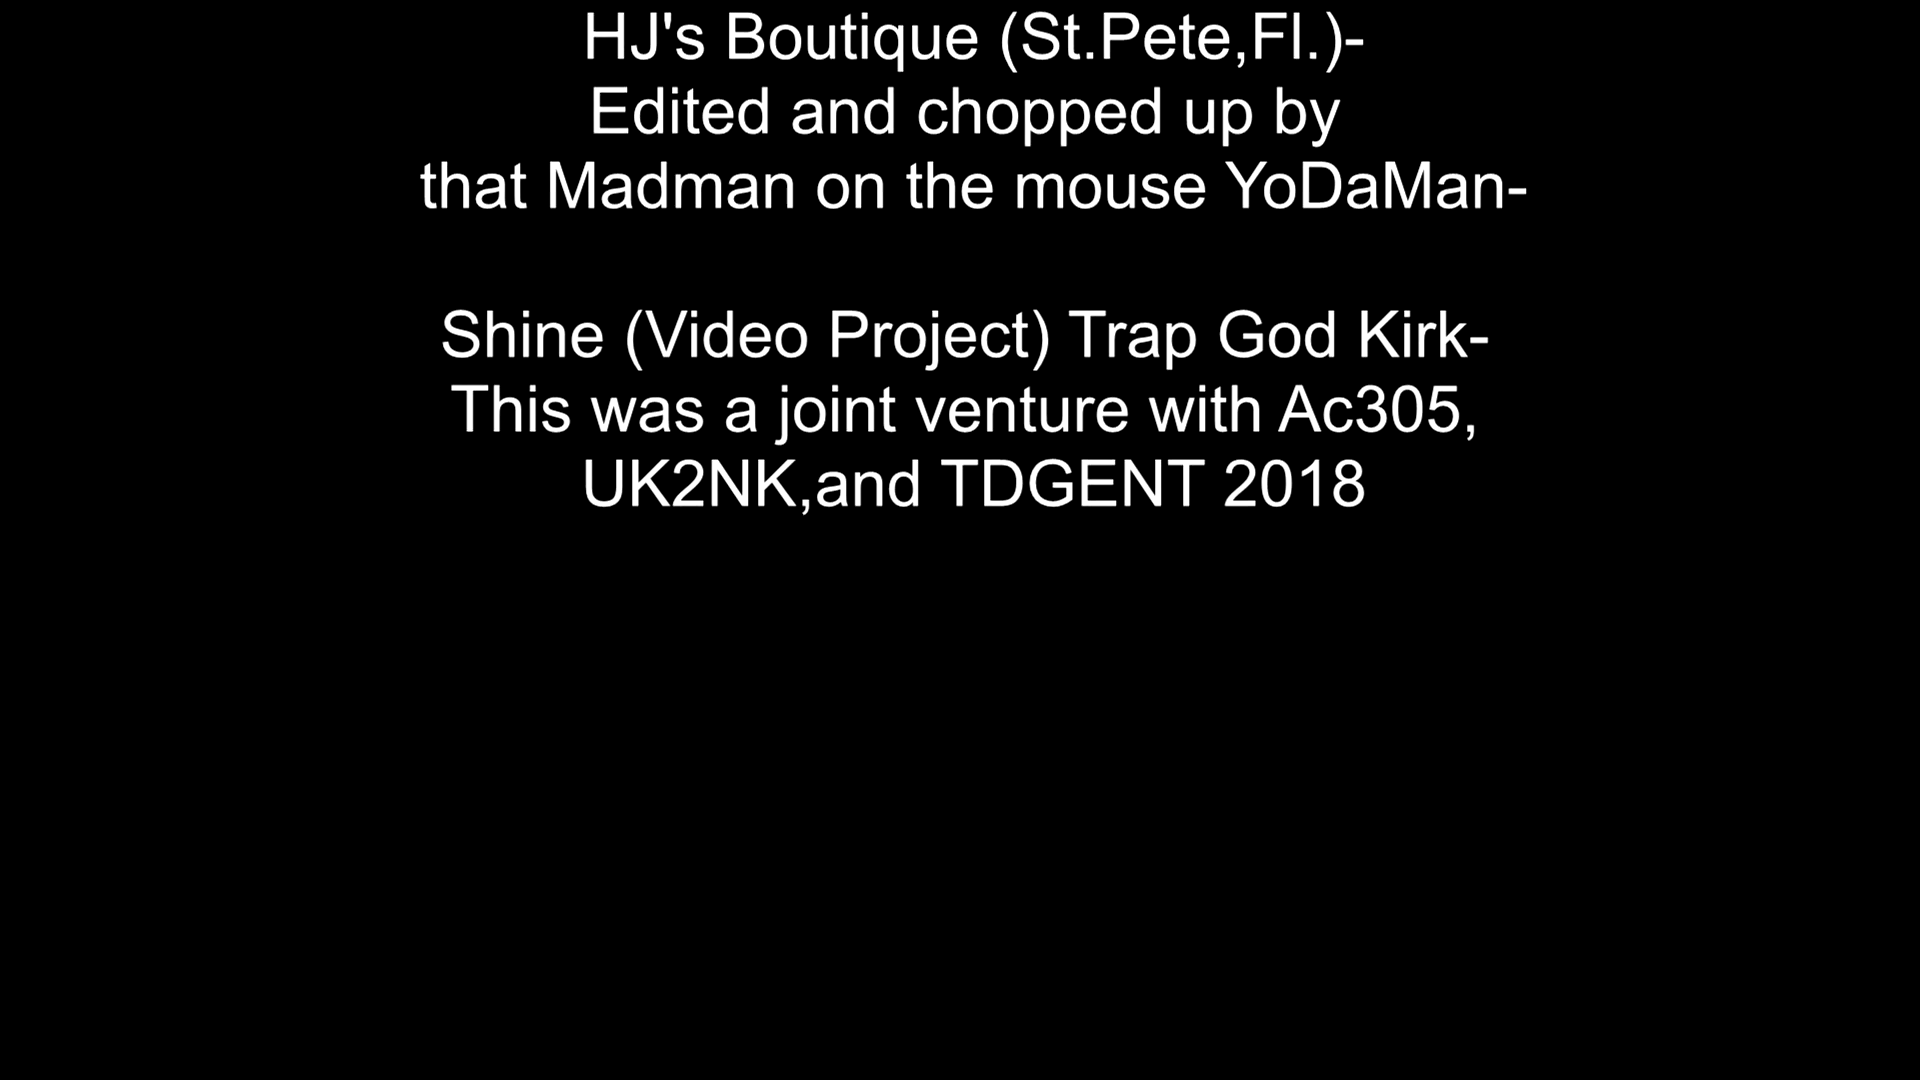 HJ's Boutique (St.Pete,Fl.)-
Edited and chopped up by
that Madman on the mouse YoDaMan-
Shine (Video Project) Trap God Kirk-
This was a joint venture with Ac305,
UK2NK,and TDGENT 2018